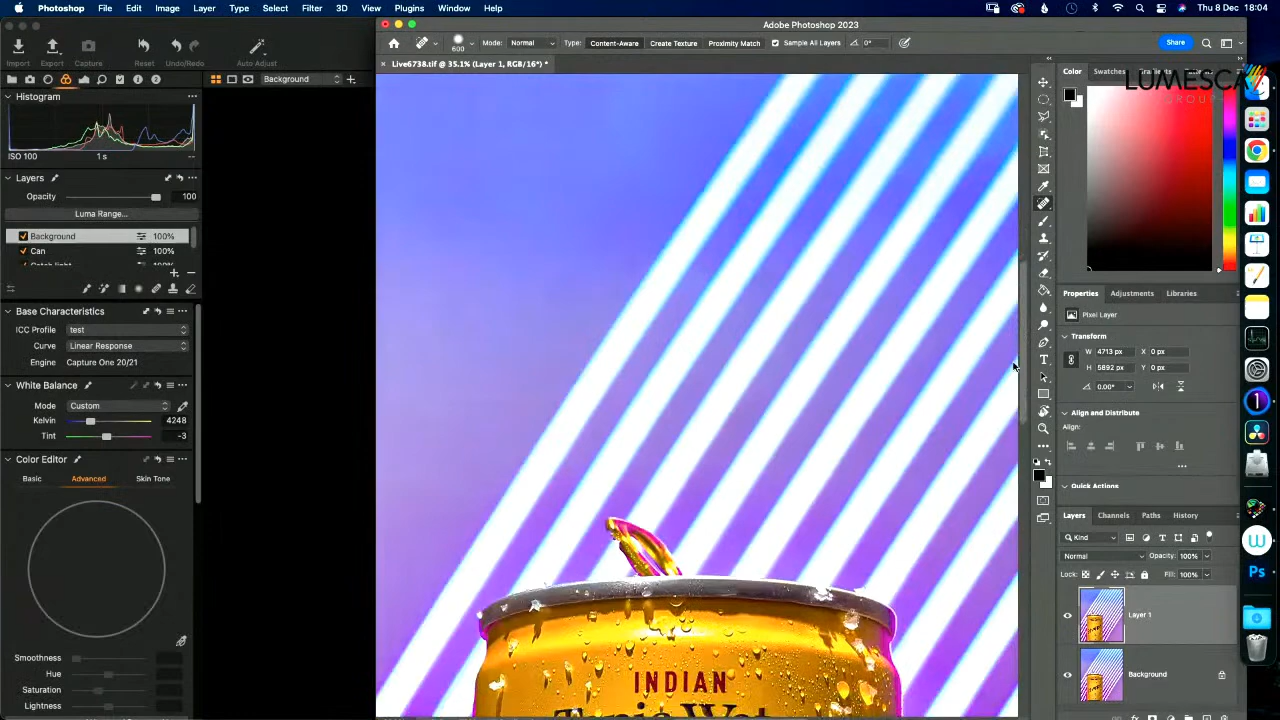 Photoshop File Edit Image Layer Type Select Filter 3D View Plugins Window Help
Thu 8 Dec 18:04
Adobe Photoshop 2023
Import Export Capture Reset Undo/Redo Auto Adjust
600 Mode: Normal Type: Content-Aware Create Texture Proximity Match Sample All Layers 0° Share
Live6738.tif @ 35.1% (Layer 1, RGB/16*) *
Background
Histogram
ISO 100 1 s --
Layers
Opacity 100
Luma Range...
Background 100%
Can 100%
Base Characteristics
ICC Profile test
Curve Linear Response
Engine Capture One 20/21
White Balance
Mode Custom
Kelvin 4248
Tint -3
Color Editor
Basic Advanced Skin Tone
Smoothness
Hue
Saturation
Lightness
INDIAN
Color Swatches Gradients
LUMESCA
GROUP
Properties Adjustments Libraries
Pixel Layer
Transform
W 4713 px X 0 px
H 5892 px Y 0 px
0.00°
Align and Distribute
Align:
Quick Actions
Layers Channels Paths History
Kind
Normal Opacity: 100%
Lock: Fill: 100%
Layer 1
Background
Ps